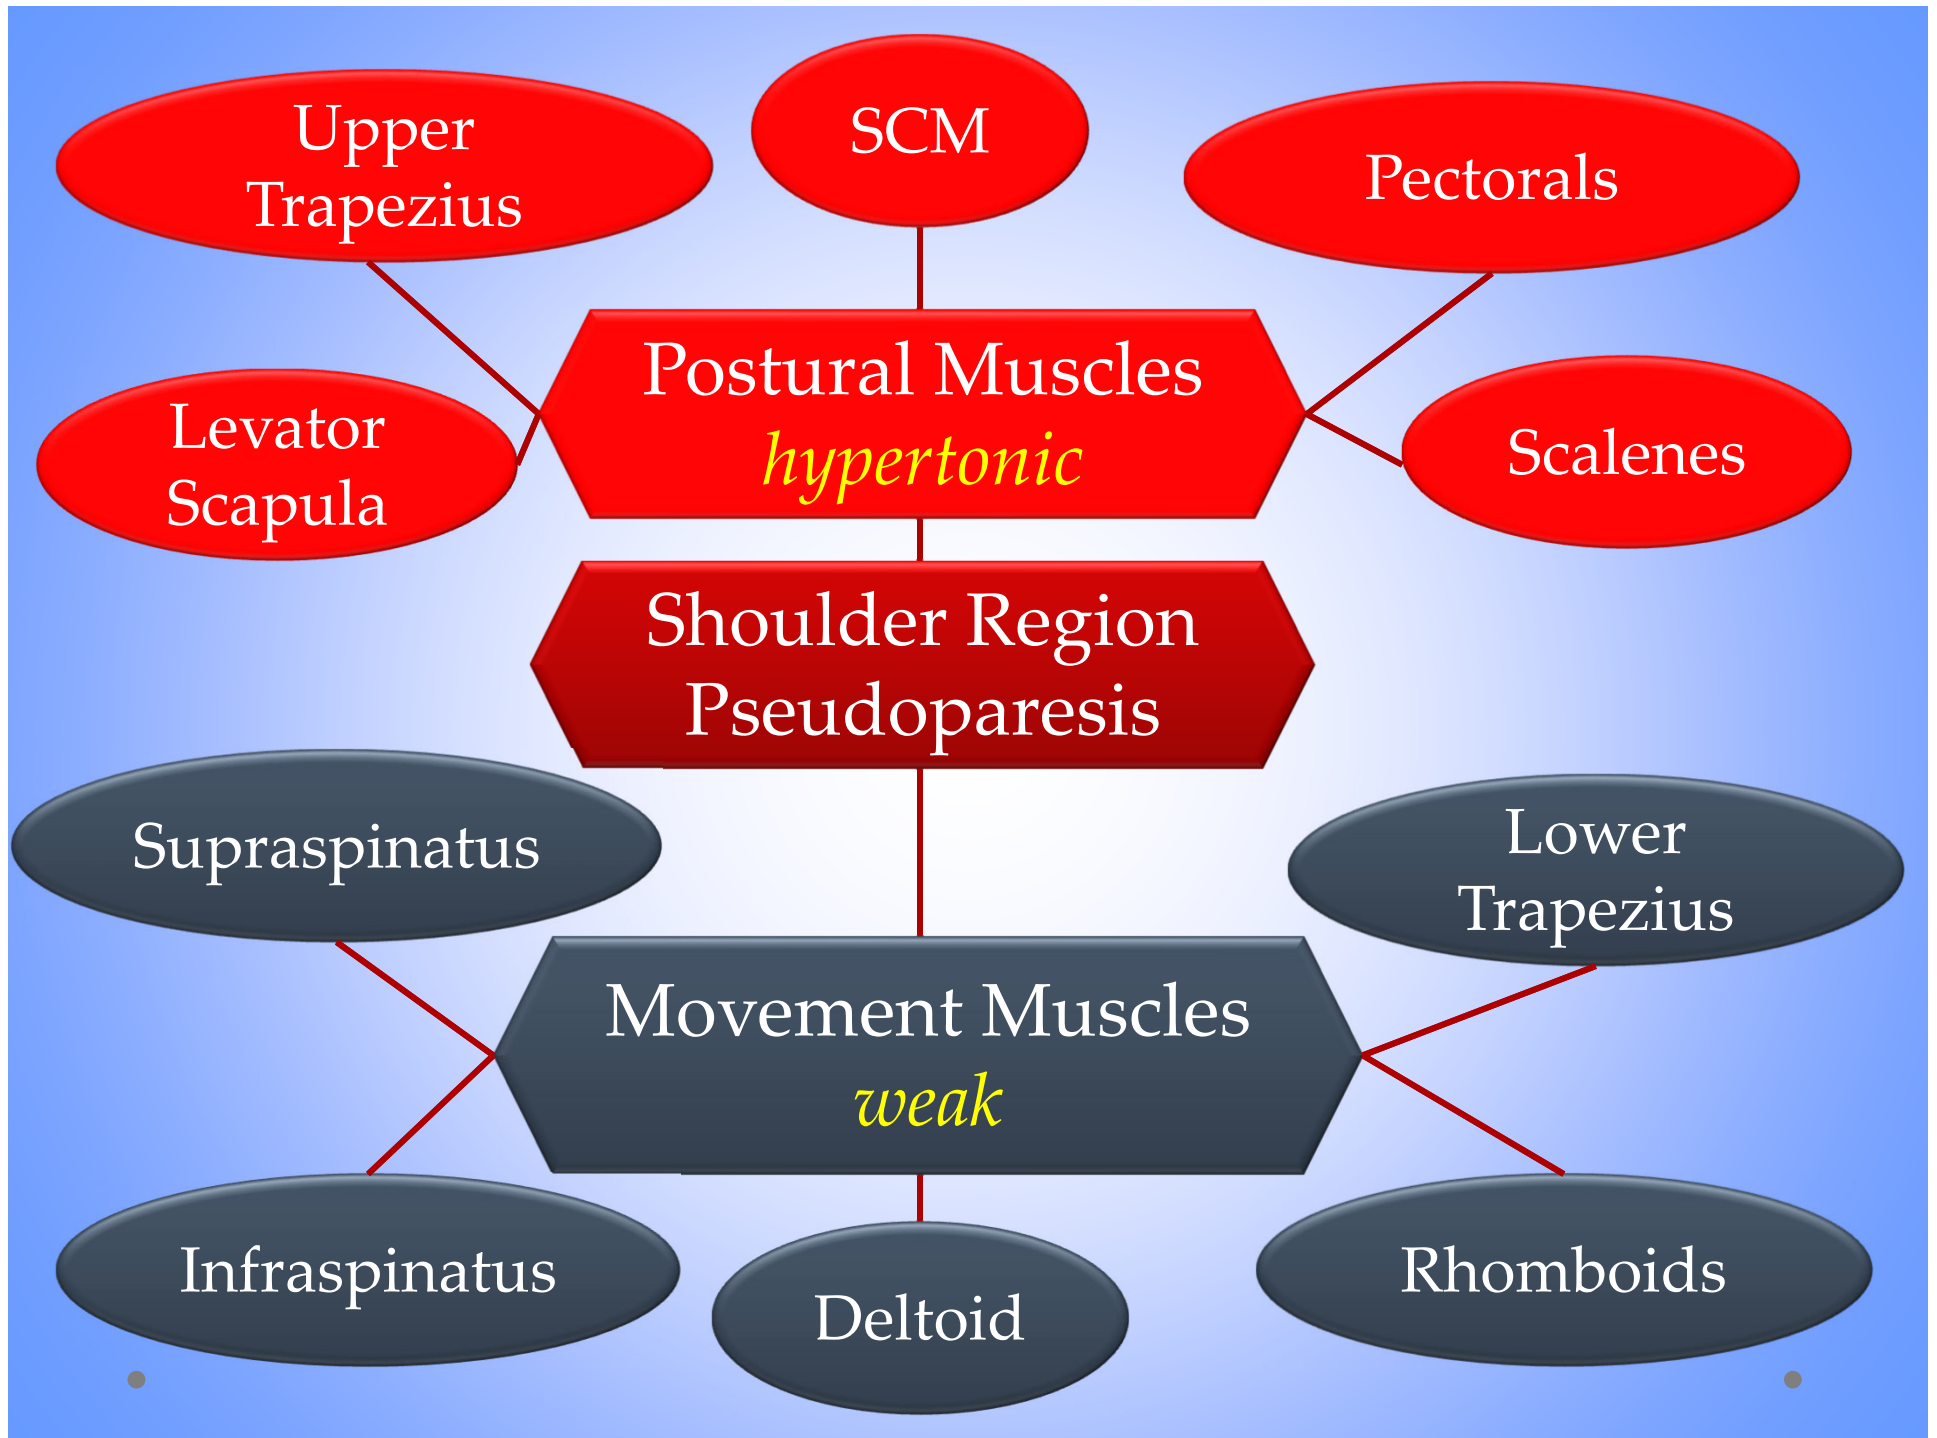 SCM
Upper
Trapezius
Pectorals
Postural Muscles
hypertonic
Levator
Scapula
Scalenes
Shoulder Region
Pseudoparesis
Supraspinatus
Lower
Trapezius
Movement Muscles
weak
Infraspinatus
Deltoid
Rhomboids